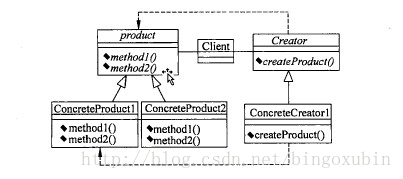 product
method1()
method2()
Client
Creator
createProduct()
ConcreteProduct1
method1()
method2()
ConcreteProduct2
method1()
method2()
ConcreteCreator1
createProduct()
http://blog.csdn.net/bingoxubin